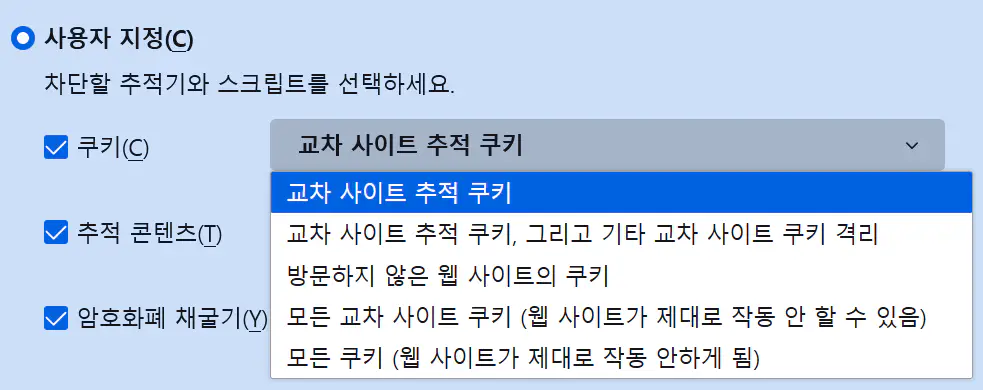 사용자 지정(C)
차단할 추적기와 스크립트를 선택하세요.
쿠키(C)
교차 사이트 추적 쿠키
교차 사이트 추적 쿠키
교차 사이트 추적 쿠키, 그리고 기타 교차 사이트 쿠키 격리
추적 콘텐츠(T)
방문하지 않은 웹 사이트의 쿠키
암호화폐 채굴기(Y)
모든 교차 사이트 쿠키 (웹 사이트가 제대로 작동 안 할 수 있음)
모든 쿠키 (웹 사이트가 제대로 작동 안하게 됨)